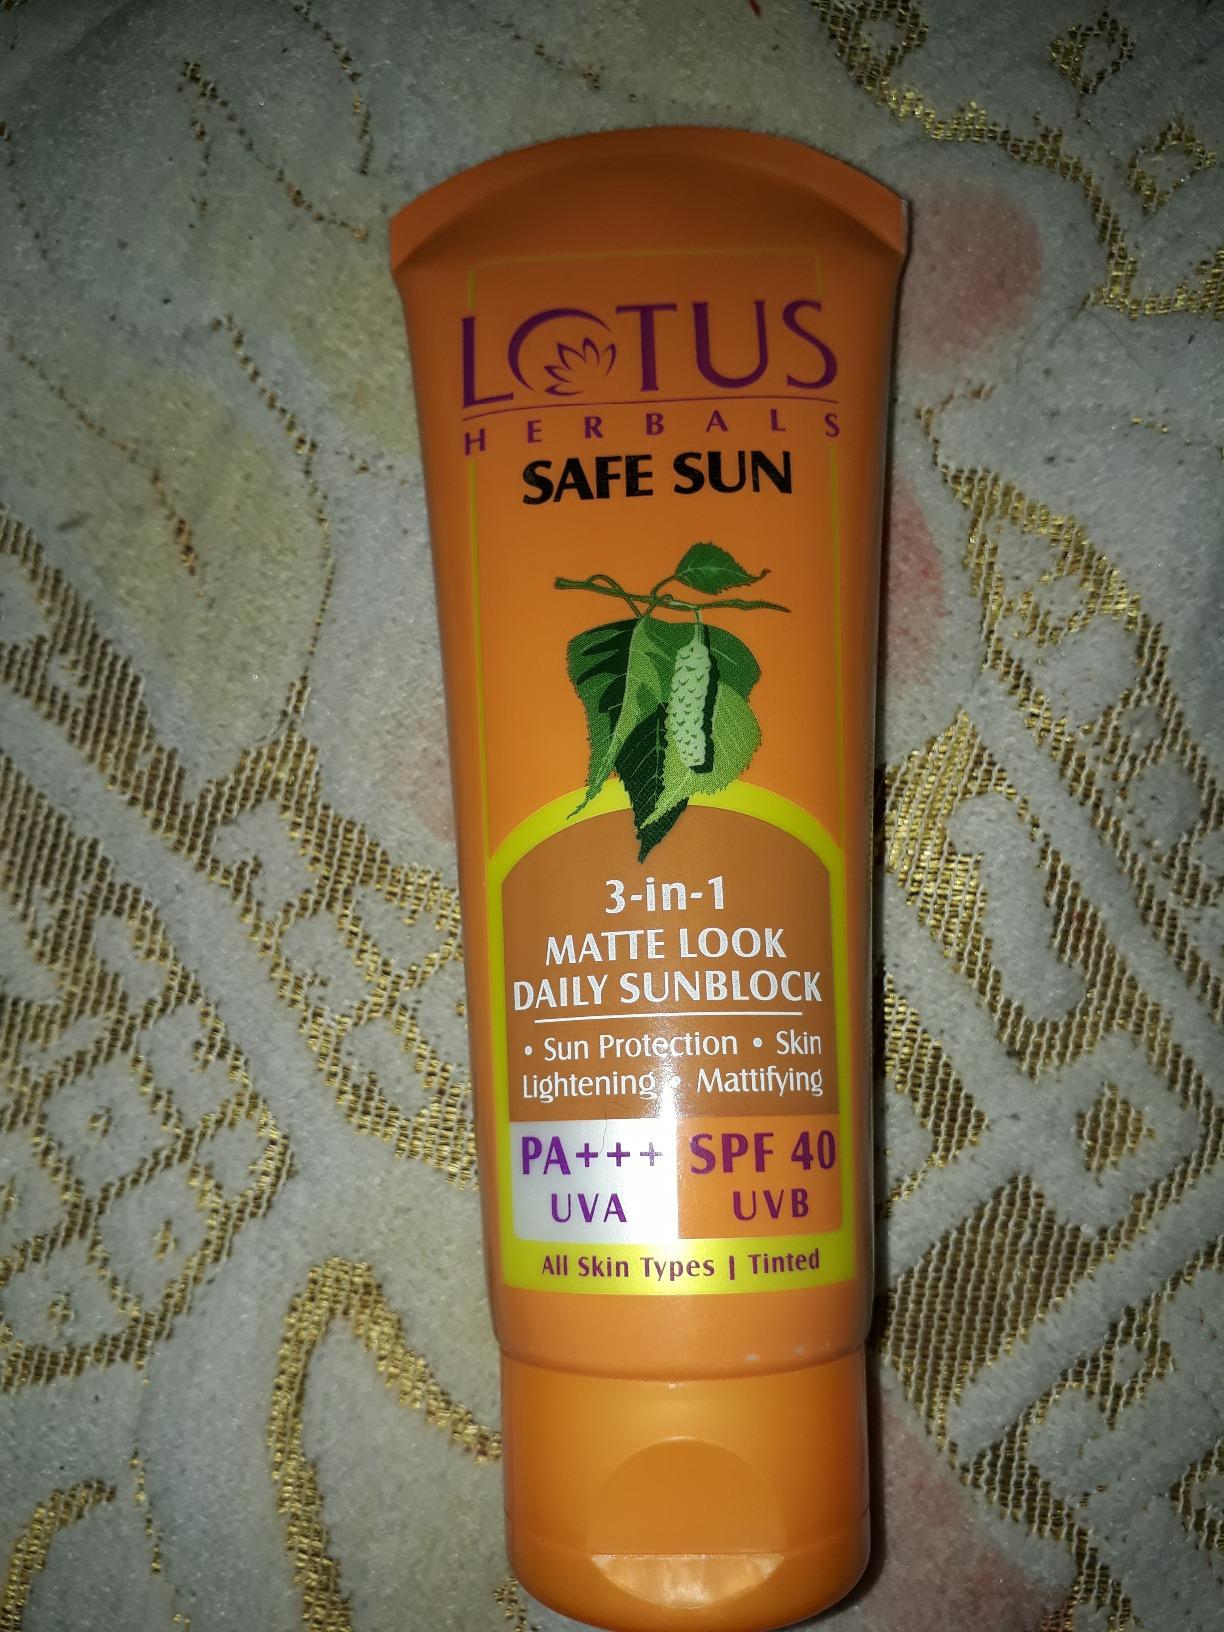 LOTUS
HERBALS
SAFE SUN
3-in-1
MATTE LOOK
DAILY SUNBLOCK
• Sun Protection • Skin
Lightening • Mattifying
PA+++ SPF 40
UVA UVB
All Skin Types | Tinted